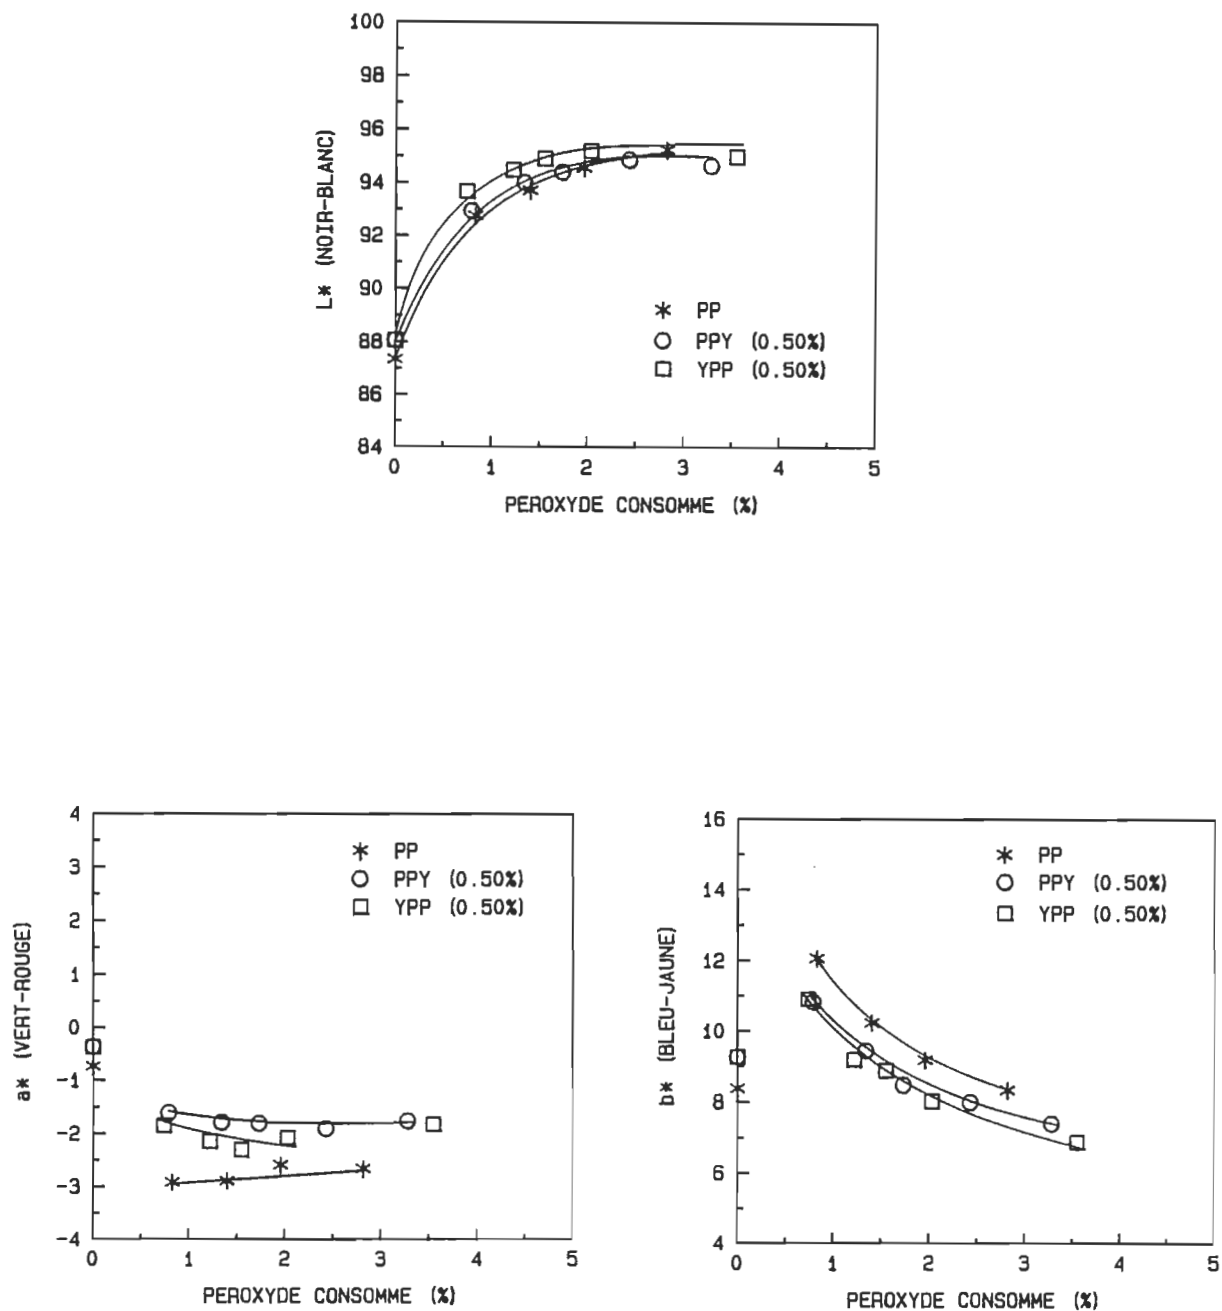 100
98
96
94
92
90
88
86
84
L* (NOIR-BLANC)
* PP
○ PPY (0.50%)
□ YPP (0.50%)
0 1 2 3 4 5
PEROXYDE CONSOMME (%)
4
3
2
1
0
-1
-2
-3
-4
a* (VERT-ROUGE)
* PP
○ PPY (0.50%)
□ YPP (0.50%)
0 1 2 3 4 5
PEROXYDE CONSOMME (%)
16
14
12
10
8
6
4
b* (BLEU-JAUNE)
* PP
○ PPY (0.50%)
□ YPP (0.50%)
0 1 2 3 4 5
PEROXYDE CONSOMME (%)